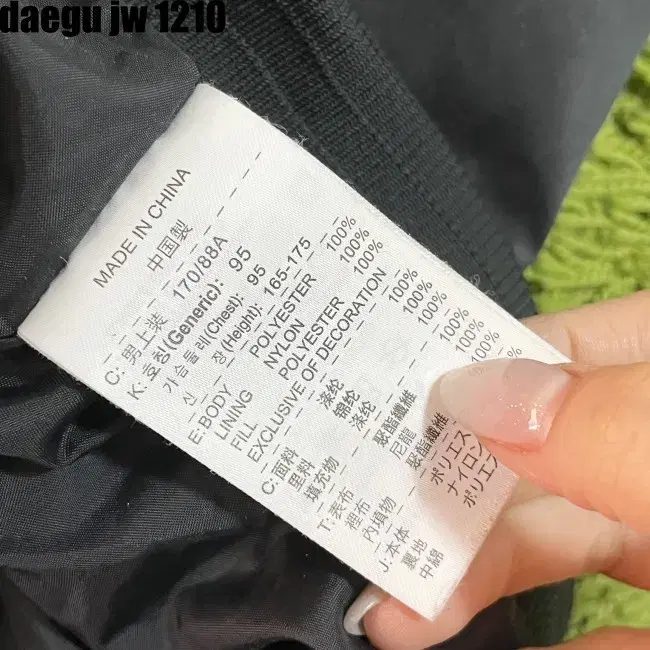 daegu jw 1210
MADE IN CHINA
中国製
C: 男上装 170/88A
K: 호칭(Generic): 95
가슴둘레(Chest): 95
신 장(Height): 165-175
E: BODY POLYESTER 100%
LINING NYLON 100%
FILL POLYESTER 100%
EXCLUSIVE OF DECORATION
C: 面料 涤纶 100%
里料 锦纶 100%
填充物 涤纶 100%
T: 表布 聚酯纖維 100%
裡布 尼龍 100%
內填物 聚酯纖維 %
J: 本体 ポリエス
裏地 ナイロン
中綿 ポリエス